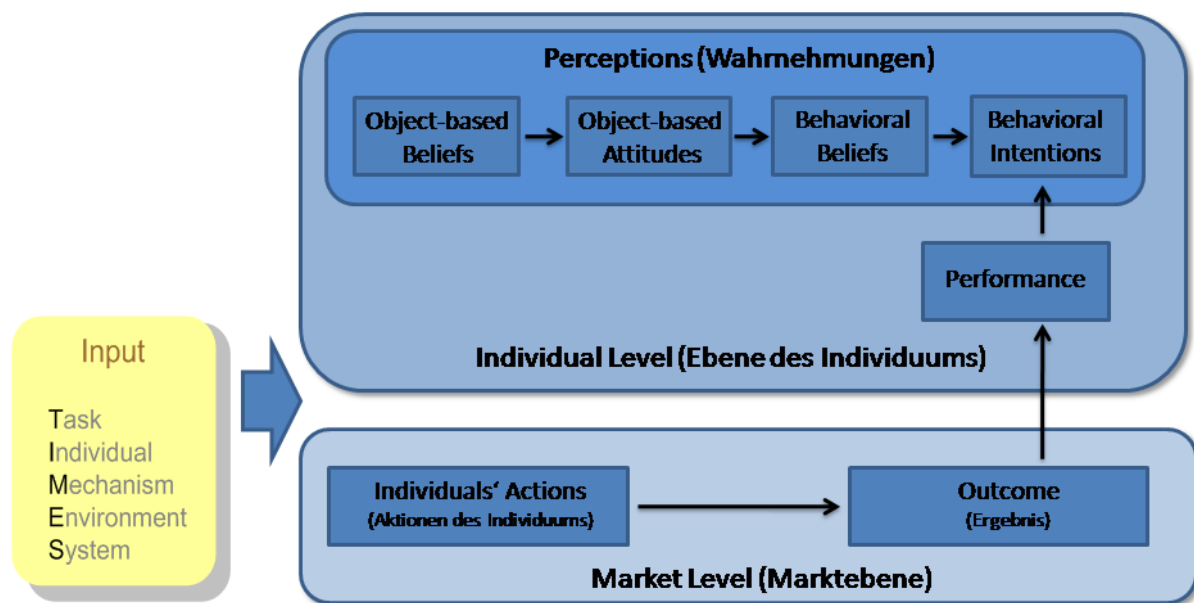 Perceptions (Wahrnehmungen)
Object-based
Beliefs
Object-based
Attitudes
Behavioral
Beliefs
Behavioral
Intentions
Performance
Individual Level (Ebene des Individuums)
Input
Task
Individual
Mechanism
Environment
System
Individuals‘ Actions
(Aktionen des Individuums)
Outcome
(Ergebnis)
Market Level (Marktebene)